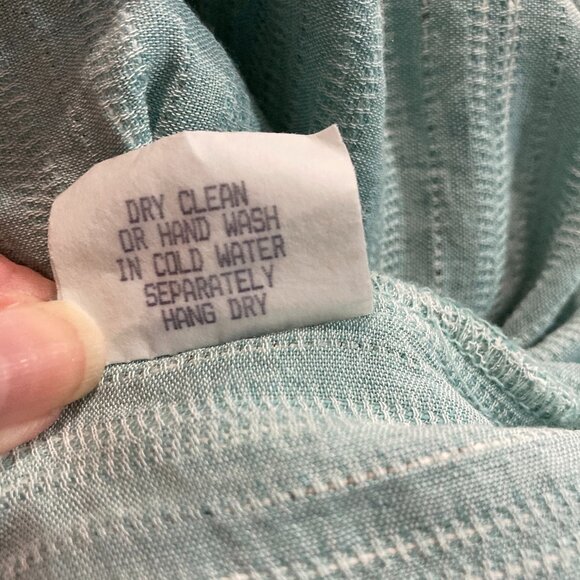 DRY CLEAN
OR HAND WASH
IN COLD WATER
SEPARATELY
HANG DRY